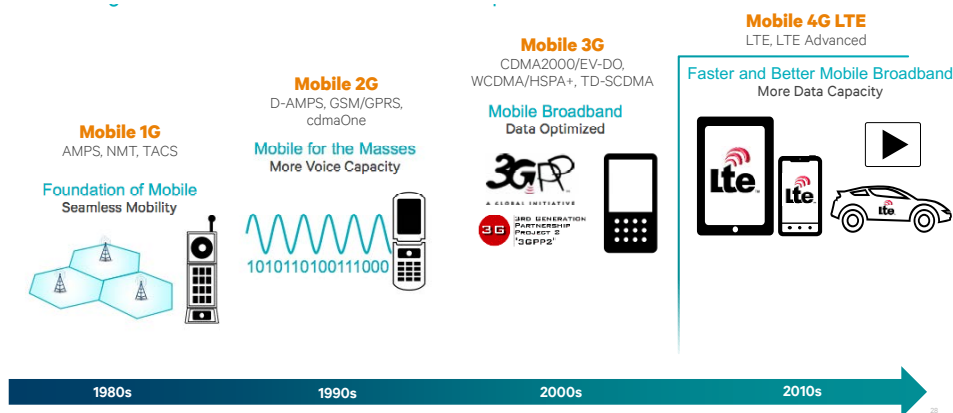 Mobile 1G
AMPS, NMT, TACS
Foundation of Mobile
Seamless Mobility
Mobile 2G
D-AMPS, GSM/GPRS,
cdmaOne
Mobile for the Masses
More Voice Capacity
1010110100111000
Mobile 3G
CDMA2000/EV-DO,
WCDMA/HSPA+, TD-SCDMA
Mobile Broadband
Data Optimized
3GPP
A GLOBAL INITIATIVE
3G
3RD GENERATION
PARTNERSHIP
PROJECT 2
"3GPP2"
Mobile 4G LTE
LTE, LTE Advanced
Faster and Better Mobile Broadband
More Data Capacity
Lte
Lte
Lte
1980s
1990s
2000s
2010s